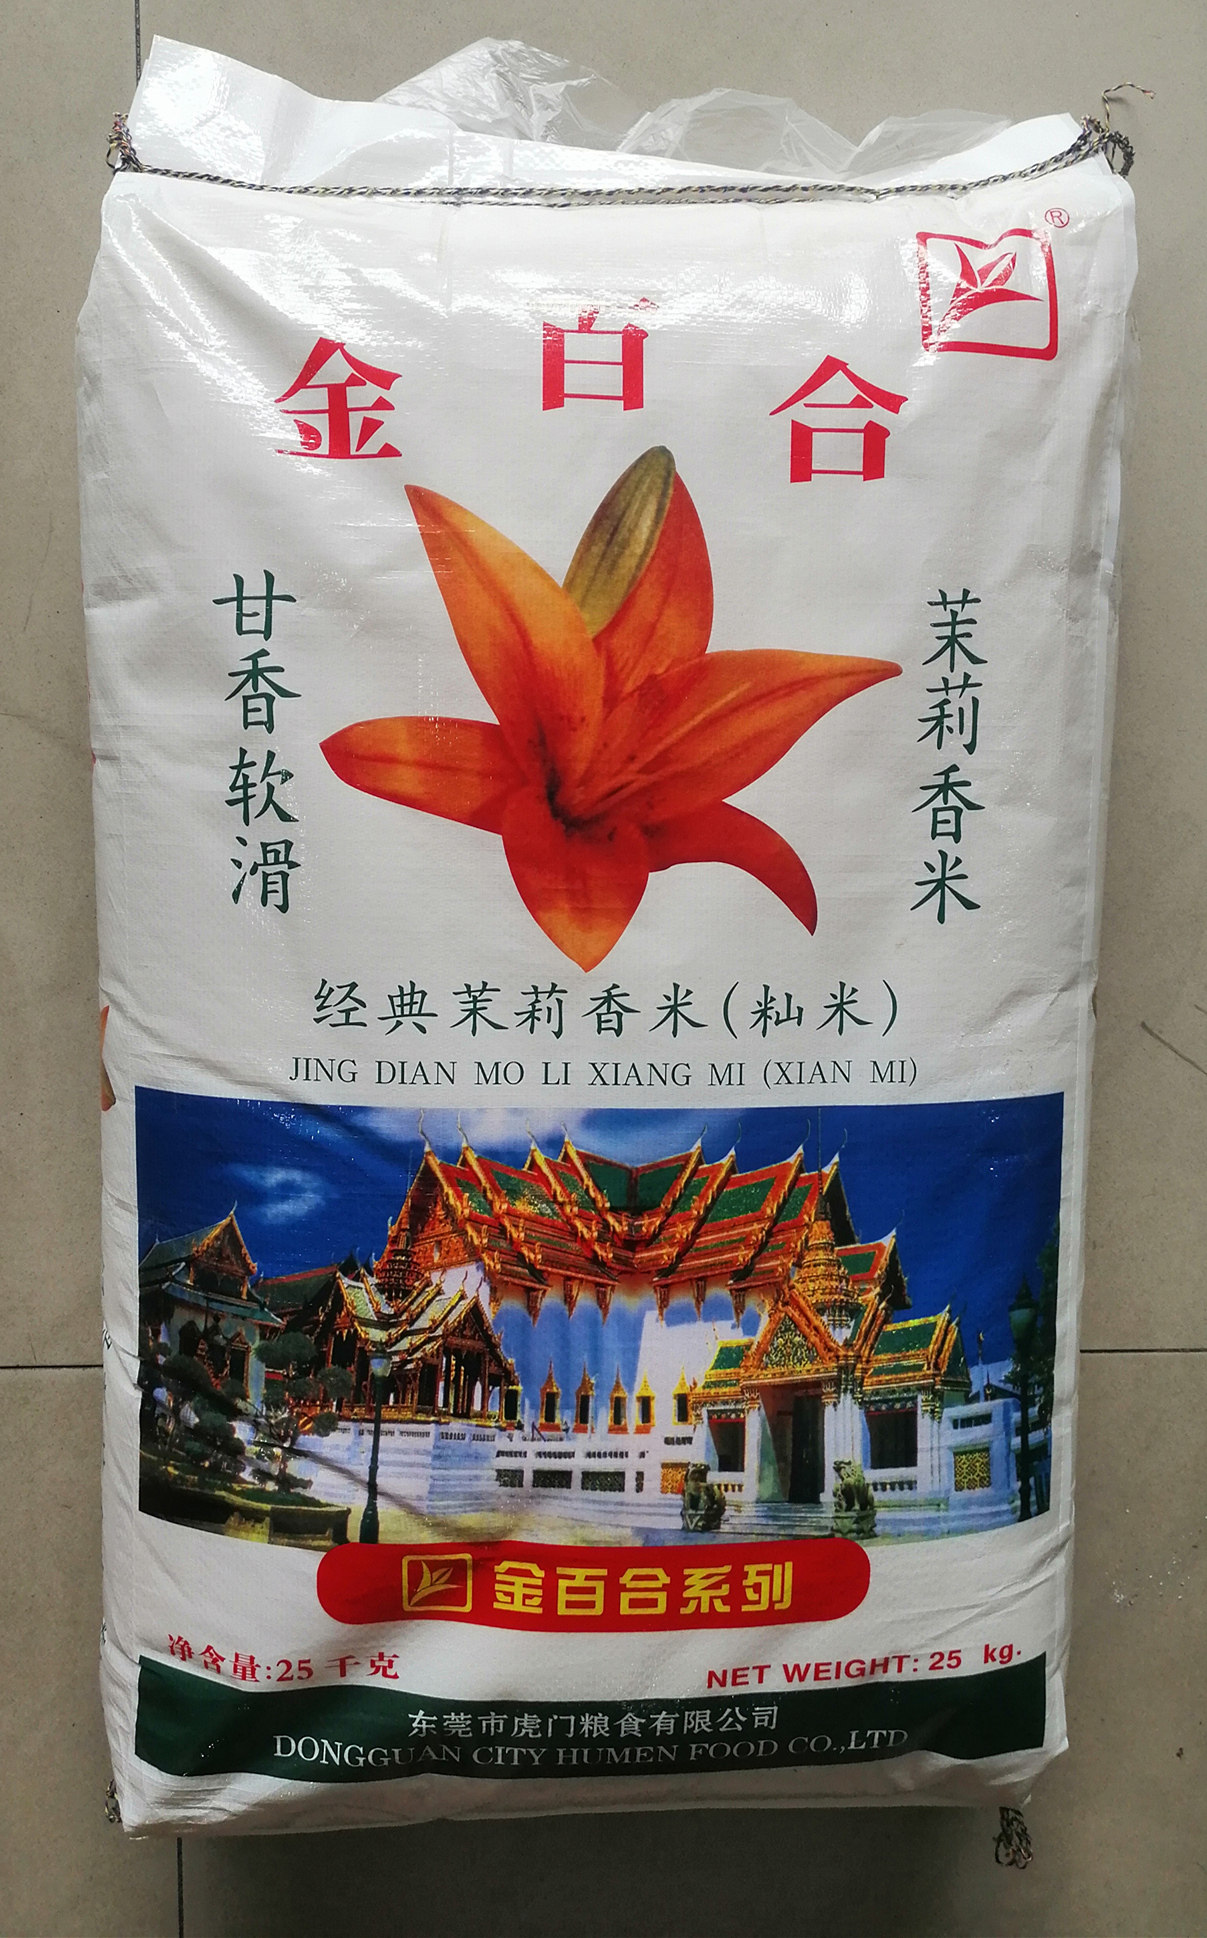 ®
金百合
甘香软滑
茉莉香米
经典茉莉香米(籼米)
JING DIAN MO LI XIANG MI (XIAN MI)
金百合系列
净含量:25 千克
NET WEIGHT: 25 kg.
东莞市虎门粮食有限公司
DONGGUAN CITY HUMEN FOOD CO.,LTD